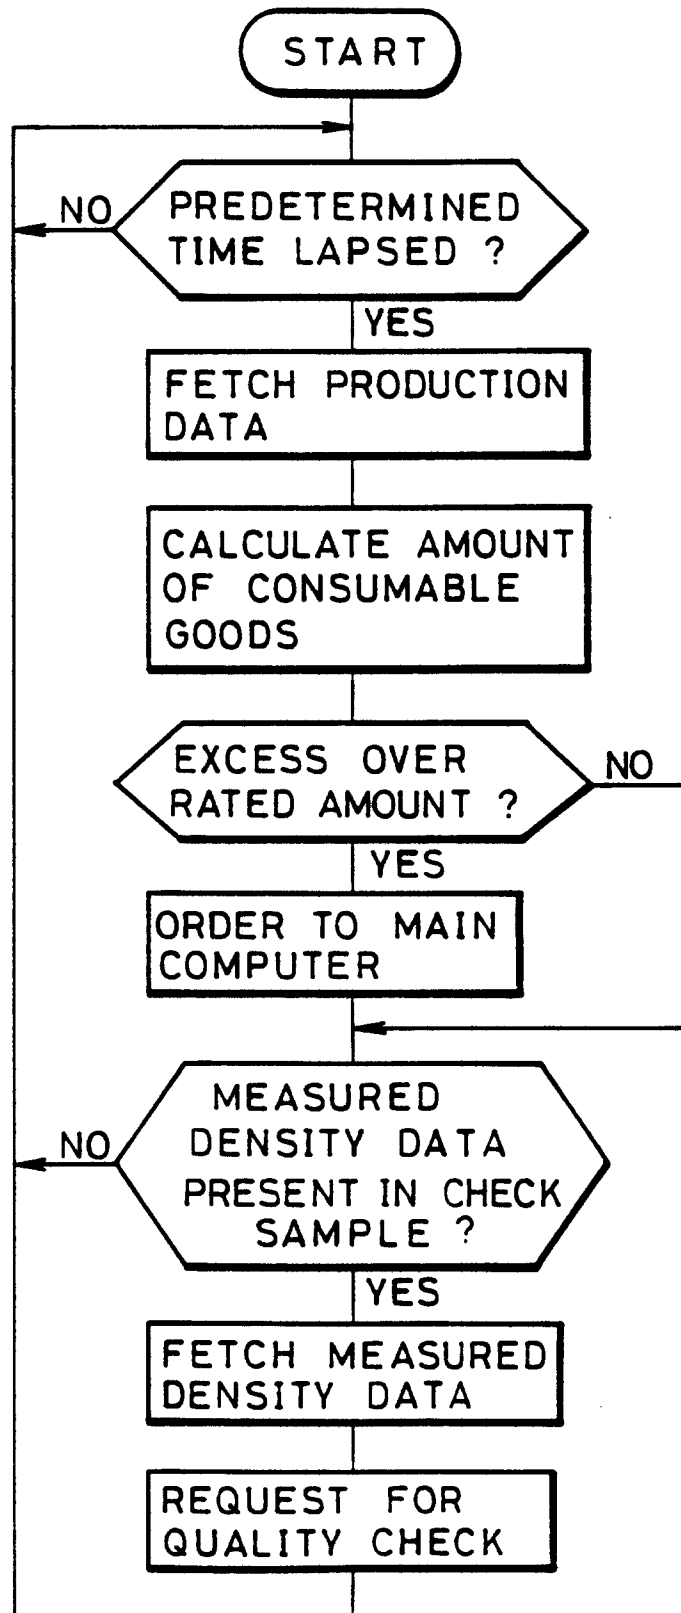 START
NO
PREDETERMINED
TIME LAPSED ?
YES
FETCH PRODUCTION
DATA
CALCULATE AMOUNT
OF CONSUMABLE
GOODS
EXCESS OVER
RATED AMOUNT ?
NO
YES
ORDER TO MAIN
COMPUTER
MEASURED
DENSITY DATA
PRESENT IN CHECK
SAMPLE ?
NO
YES
FETCH MEASURED
DENSITY DATA
REQUEST FOR
QUALITY CHECK